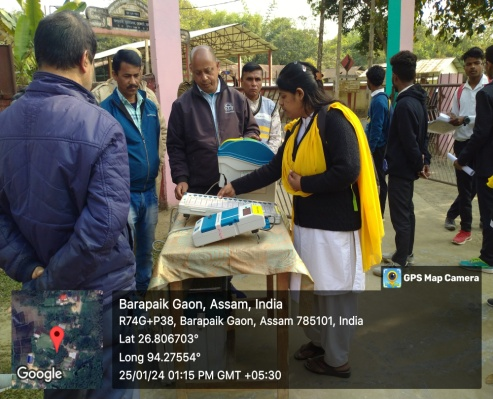 GPS Map Camera
Barapaik Gaon, Assam, India
R74G+P38, Barapaik Gaon, Assam 785101, India
Lat 26.806703°
Long 94.27554°
25/01/24 01:15 PM GMT +05:30
Google